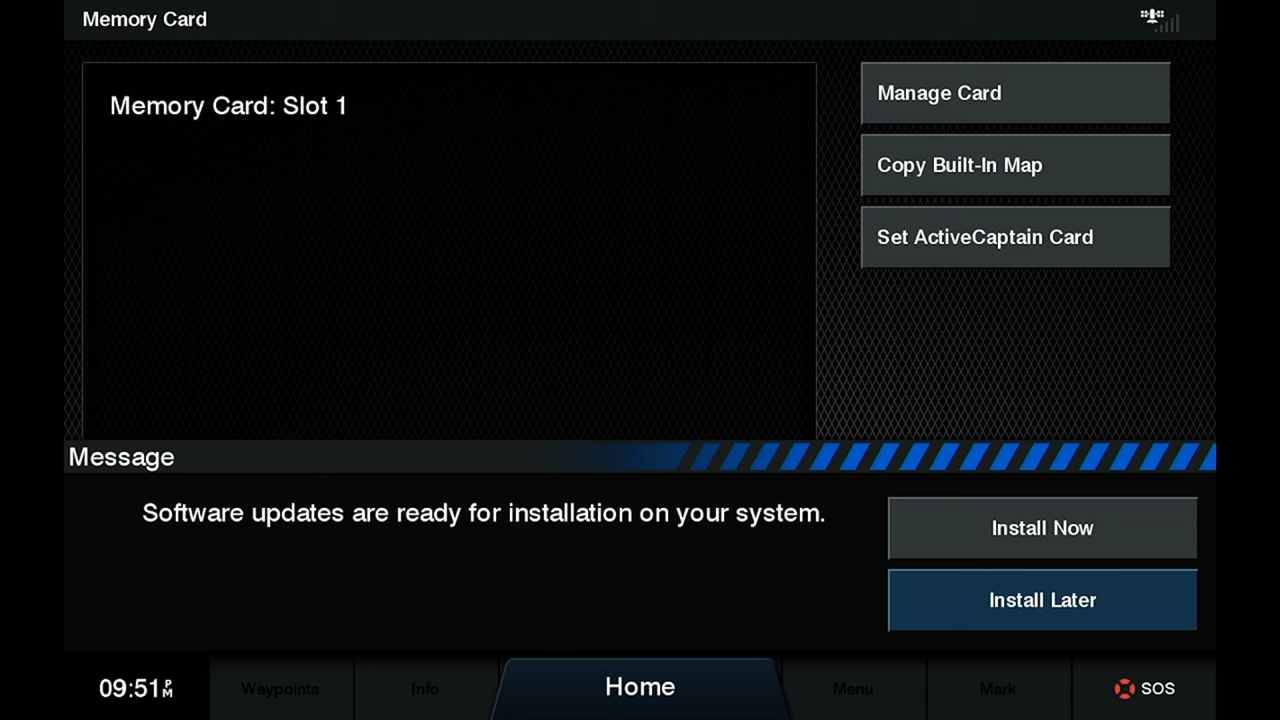 Memory Card
Memory Card: Slot 1
Manage Card
Copy Built-In Map
Set ActiveCaptain Card
Message
Software updates are ready for installation on your system.
Install Now
Install Later
09:51 PM
Waypoints
Info
Home
Menu
Mark
SOS